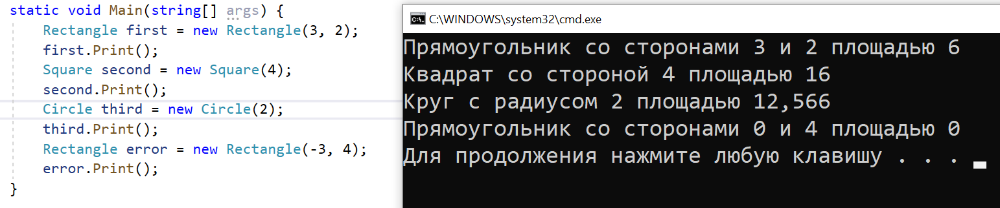 static void Main(string[] args) {
Rectangle first = new Rectangle(3, 2);
first.Print();
Square second = new Square(4);
second.Print();
Circle third = new Circle(2);
third.Print();
Rectangle error = new Rectangle(-3, 4);
error.Print();
}
C:\WINDOWS\system32\cmd.exe
Прямоугольник со сторонами 3 и 2 площадью 6
Квадрат со стороной 4 площадью 16
Круг с радиусом 2 площадью 12,566
Прямоугольник со сторонами 0 и 4 площадью 0
Для продолжения нажмите любую клавишу . . .